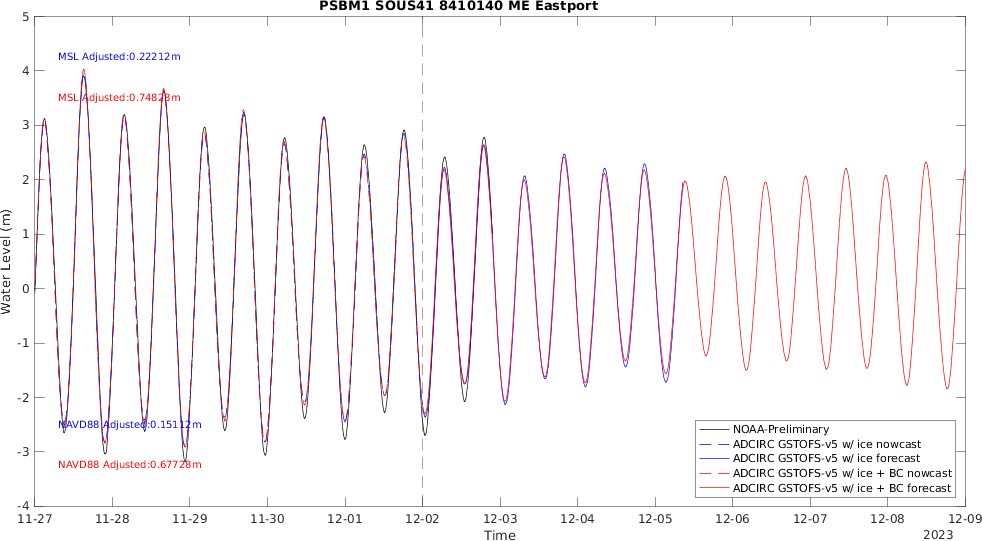 PSBM1 SOUS41 8410140 ME Eastport
5
4
3
2
1
0
-1
-2
-3
-4
Water Level (m)
MSL Adjusted:0.22212m
MSL Adjusted:0.74828m
NAVD88 Adjusted:0.15112m
NAVD88 Adjusted:0.67728m
NOAA-Preliminary
ADCIRC GSTOFS-v5 w/ ice nowcast
ADCIRC GSTOFS-v5 w/ ice forecast
ADCIRC GSTOFS-v5 w/ ice + BC nowcast
ADCIRC GSTOFS-v5 w/ ice + BC forecast
11-27 11-28 11-29 11-30 12-01 12-02 12-03 12-04 12-05 12-06 12-07 12-08 12-09
Time
2023